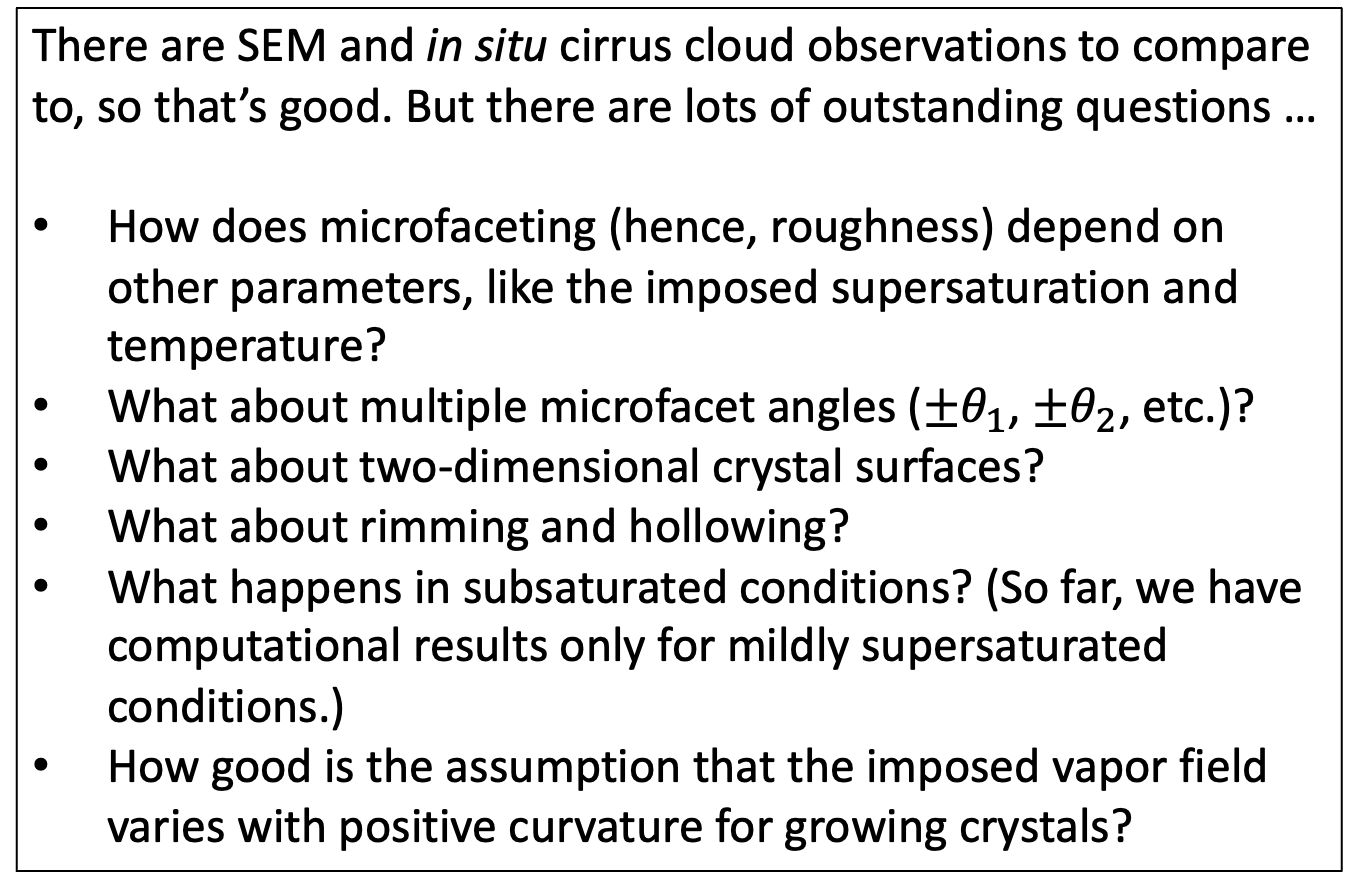 There are SEM and in situ cirrus cloud observations to compare
to, so that’s good. But there are lots of outstanding questions …
• How does microfaceting (hence, roughness) depend on
other parameters, like the imposed supersaturation and
temperature?
• What about multiple microfacet angles (±θ₁, ±θ₂, etc.)?
• What about two-dimensional crystal surfaces?
• What about rimming and hollowing?
• What happens in subsaturated conditions? (So far, we have
computational results only for mildly supersaturated
conditions.)
• How good is the assumption that the imposed vapor field
varies with positive curvature for growing crystals?